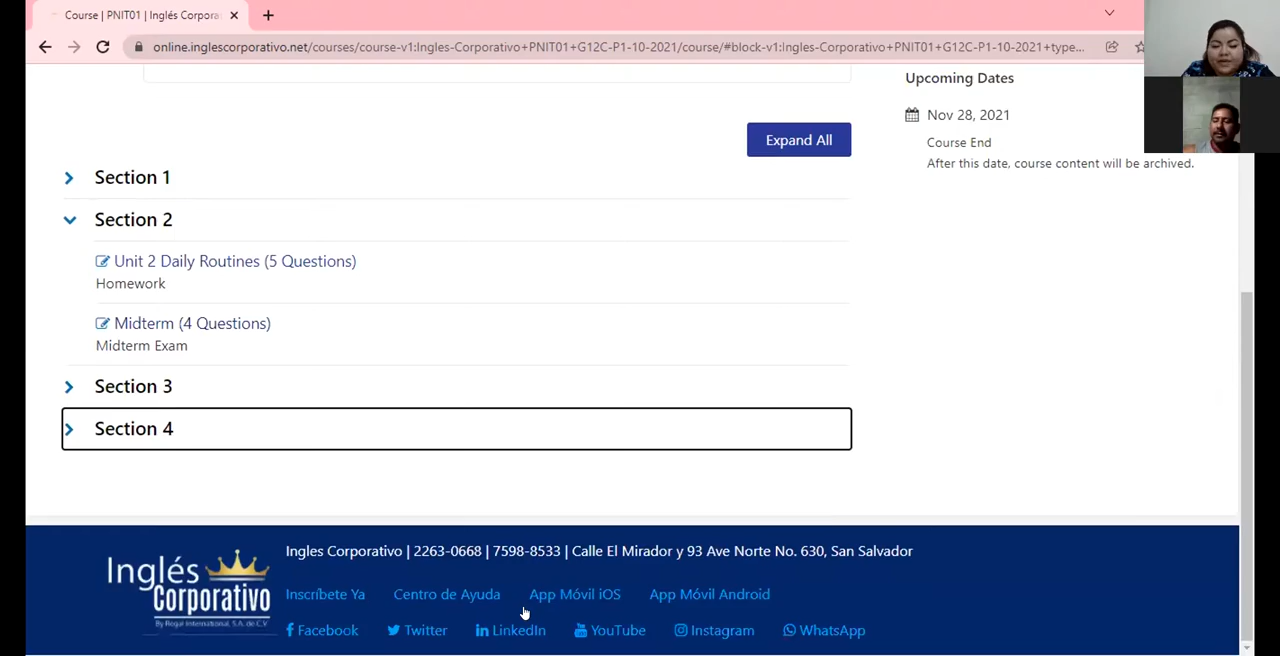 Course | PNIT01 | Inglés Corpora
online.inglescorporativo.net/courses/course-v1:Ingles-Corporativo+PNIT01+G12C-P1-10-2021/course/#block-v1:Ingles-Corporativo+PNIT01+G12C-P1-10-2021+type...
Upcoming Dates
Nov 28, 2021
Course End
After this date, course content will be archived.
Expand All
Section 1
Section 2
Unit 2 Daily Routines (5 Questions)
Homework
Midterm (4 Questions)
Midterm Exam
Section 3
Section 4
Inglés Corporativo
By Rogar International, S.A. de C.V
Ingles Corporativo | 2263-0668 | 7598-8533 | Calle El Mirador y 93 Ave Norte No. 630, San Salvador
Inscríbete Ya Centro de Ayuda App Móvil iOS App Móvil Android
Facebook Twitter LinkedIn YouTube Instagram WhatsApp